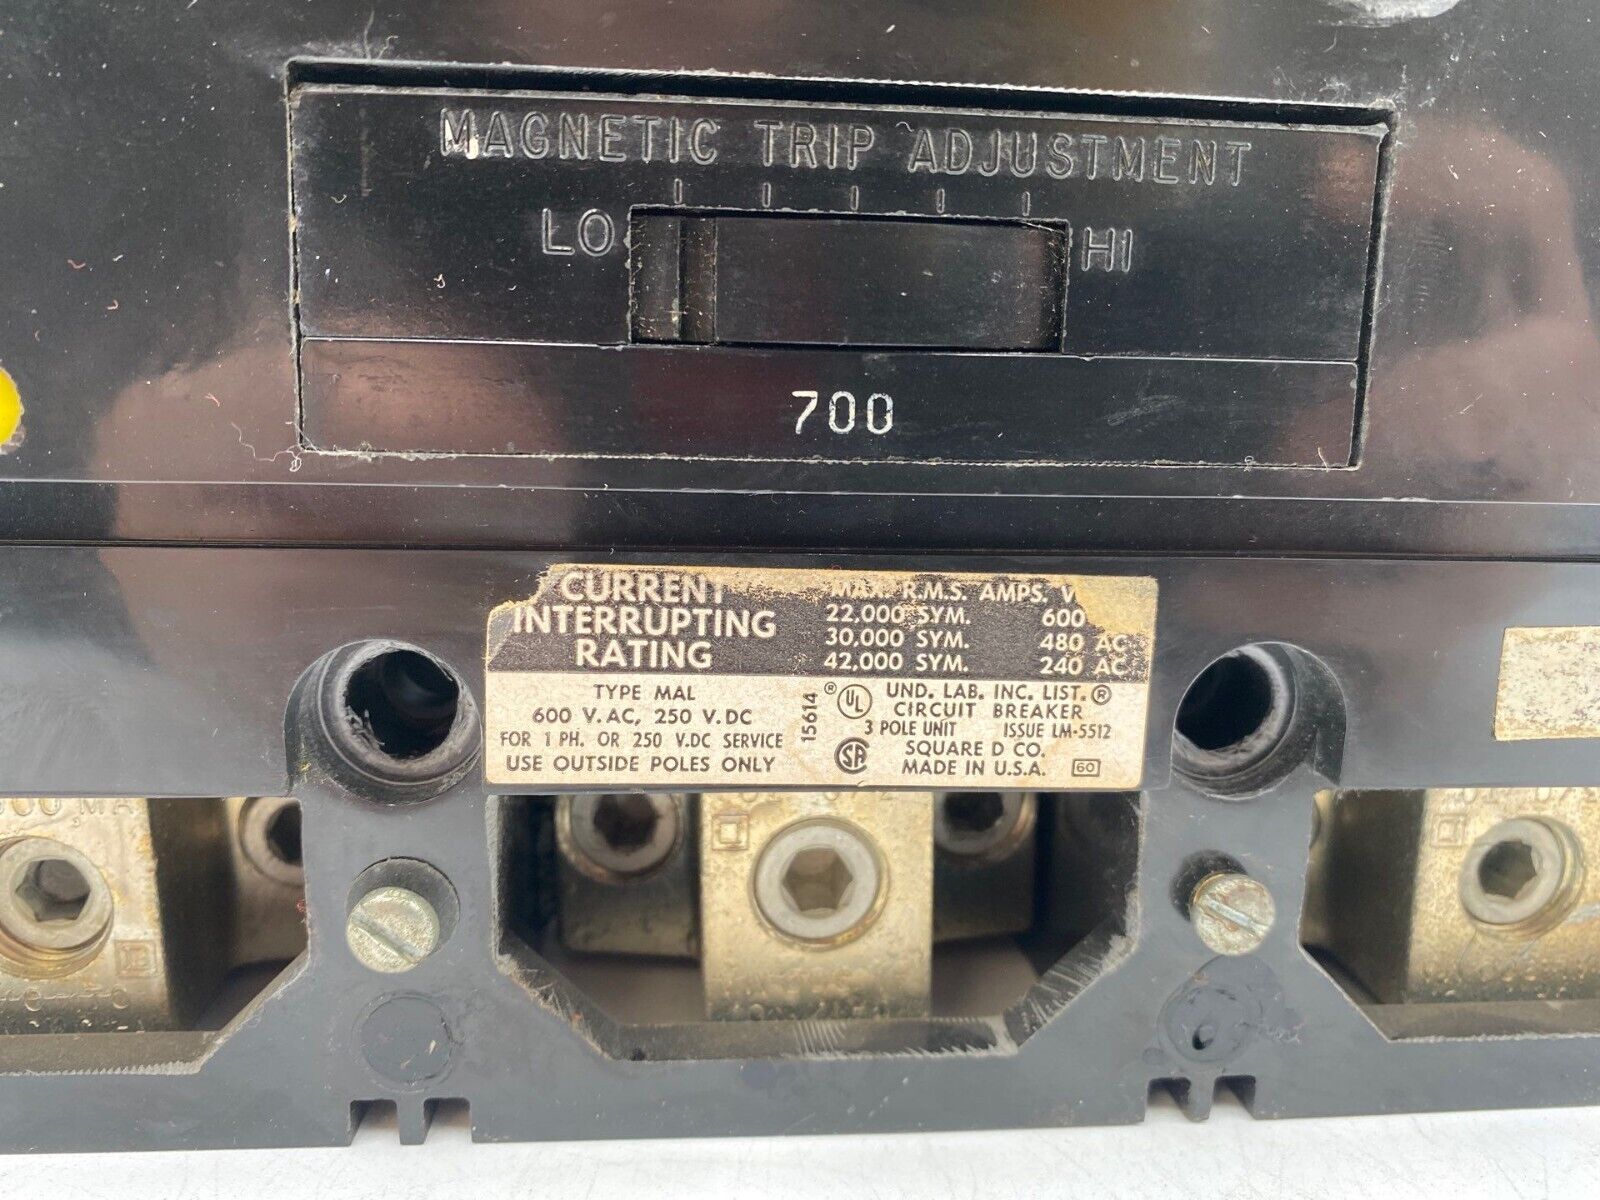 MAGNETIC TRIP ADJUSTMENT
LO HI
700
CURRENT
INTERRUPTING
RATING
MAX. R.M.S. AMPS. V
22,000 SYM. 600
30,000 SYM. 480 AC
42,000 SYM. 240 AC
TYPE MAL
600 V. AC, 250 V. DC
FOR 1 PH. OR 250 V.DC SERVICE
USE OUTSIDE POLES ONLY
15614
® UL UND. LAB. INC. LIST. ®
CIRCUIT BREAKER
3 POLE UNIT ISSUE LM-5512
SQUARE D CO.
MADE IN U.S.A. 60